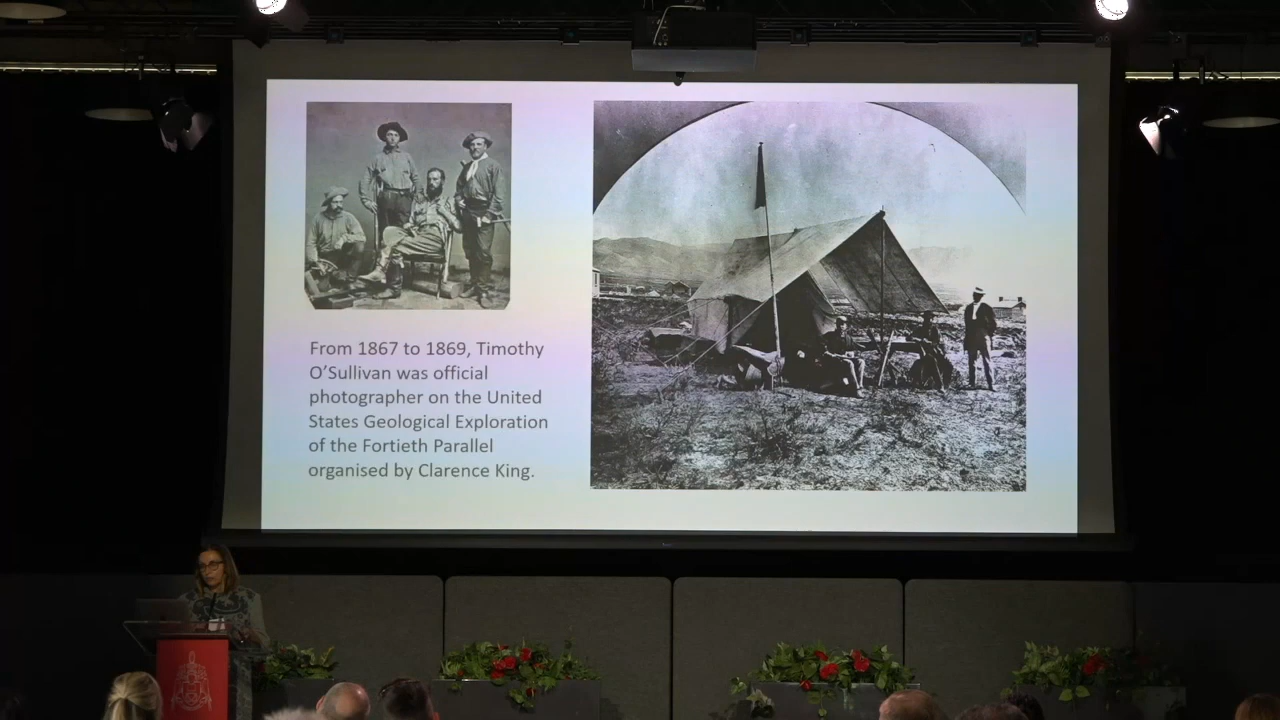 From 1867 to 1869, Timothy
O’Sullivan was official
photographer on the United
States Geological Exploration
of the Fortieth Parallel
organised by Clarence King.